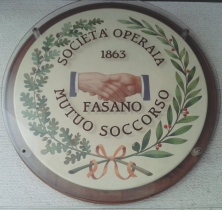 SOCIETÀ OPERAIA
1863
FASANO
MUTUO SOCCORSO